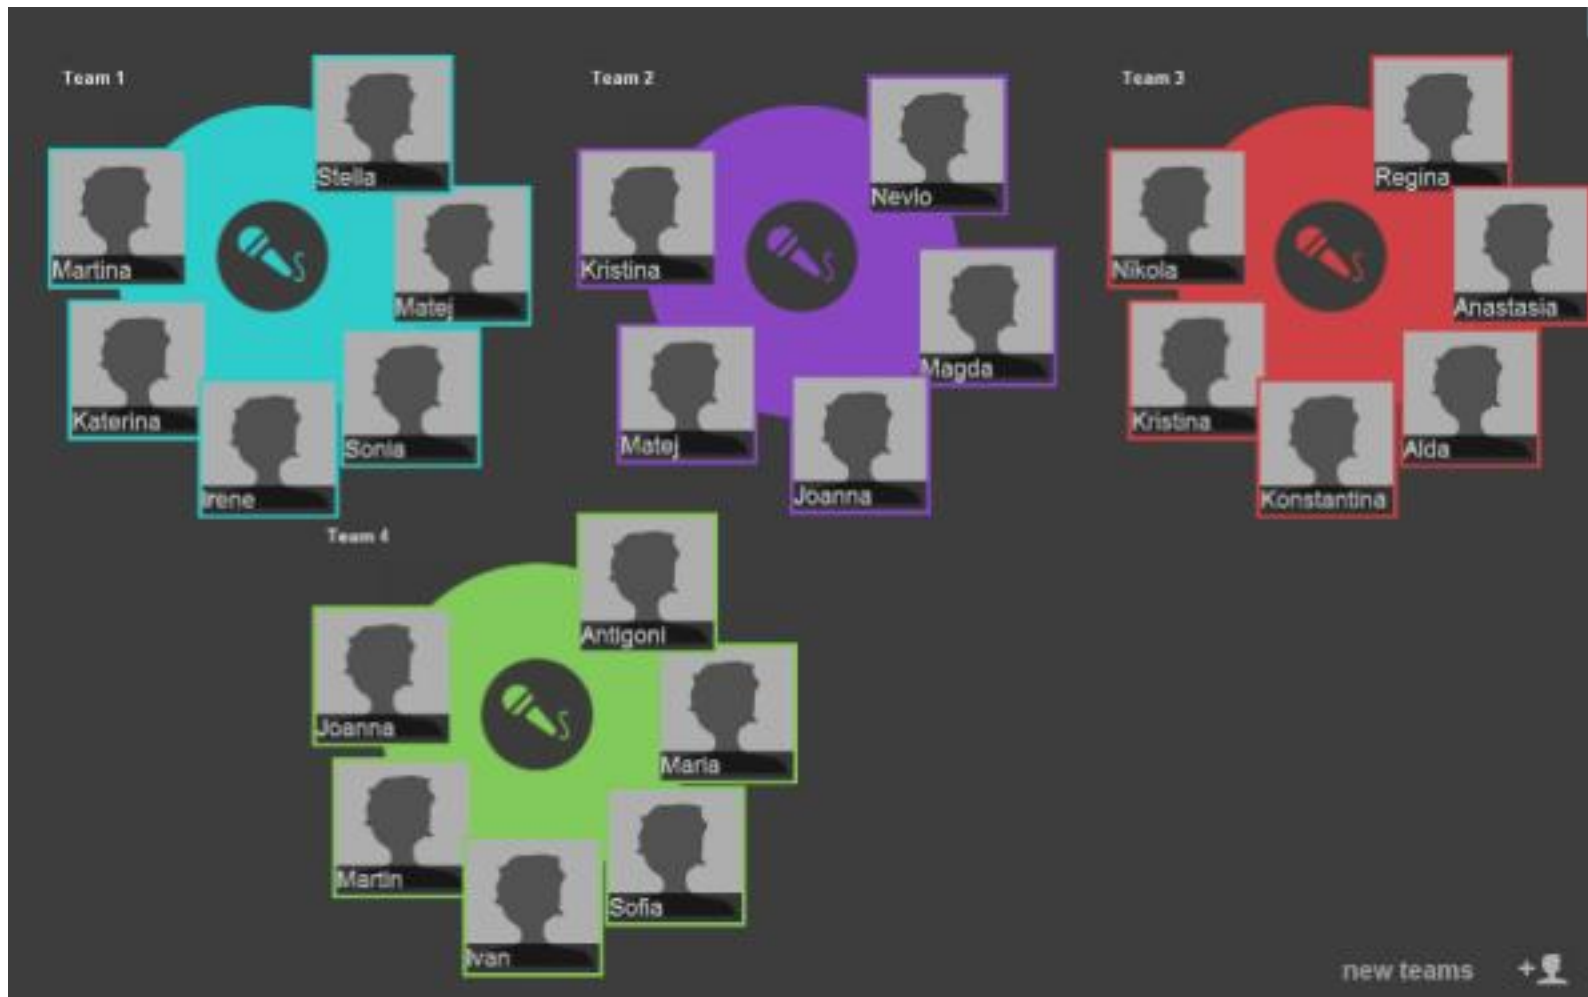 Team 1
Stella
Martina
Matej
Katerina
Sonia
Irene
Team 2
Nevio
Kristina
Magda
Matej
Joanna
Team 3
Regina
Nikola
Anastasia
Kristina
Alda
Konstantina
Team 4
Antigoni
Joanna
Maria
Martin
Sofia
Ivan
new teams +